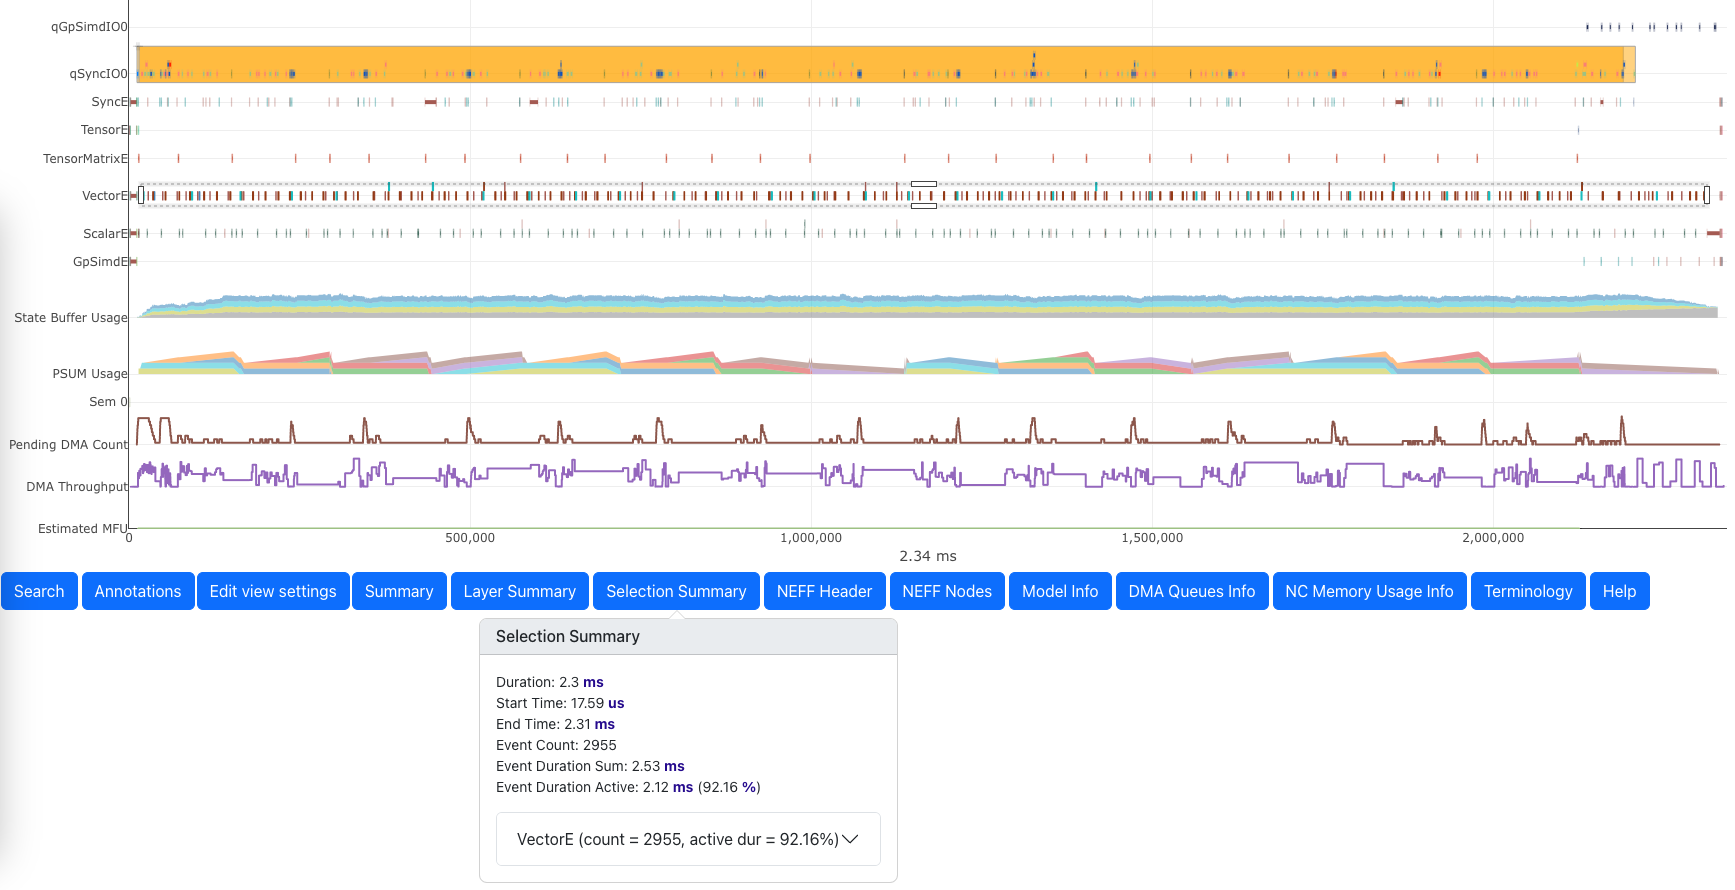 qGpSimdIO0
qSyncIO0
SyncE
TensorE
TensorMatrixE
VectorE
ScalarE
GpSimdE
State Buffer Usage
PSUM Usage
Sem 0
Pending DMA Count
DMA Throughput
Estimated MFU
0 500,000 1,000,000 1,500,000 2,000,000
2.34 ms
Search Annotations Edit view settings Summary Layer Summary Selection Summary NEFF Header NEFF Nodes Model Info DMA Queues Info NC Memory Usage Info Terminology Help
Selection Summary
Duration: 2.3 ms
Start Time: 17.59 us
End Time: 2.31 ms
Event Count: 2955
Event Duration Sum: 2.53 ms
Event Duration Active: 2.12 ms (92.16 %)
VectorE (count = 2955, active dur = 92.16%)